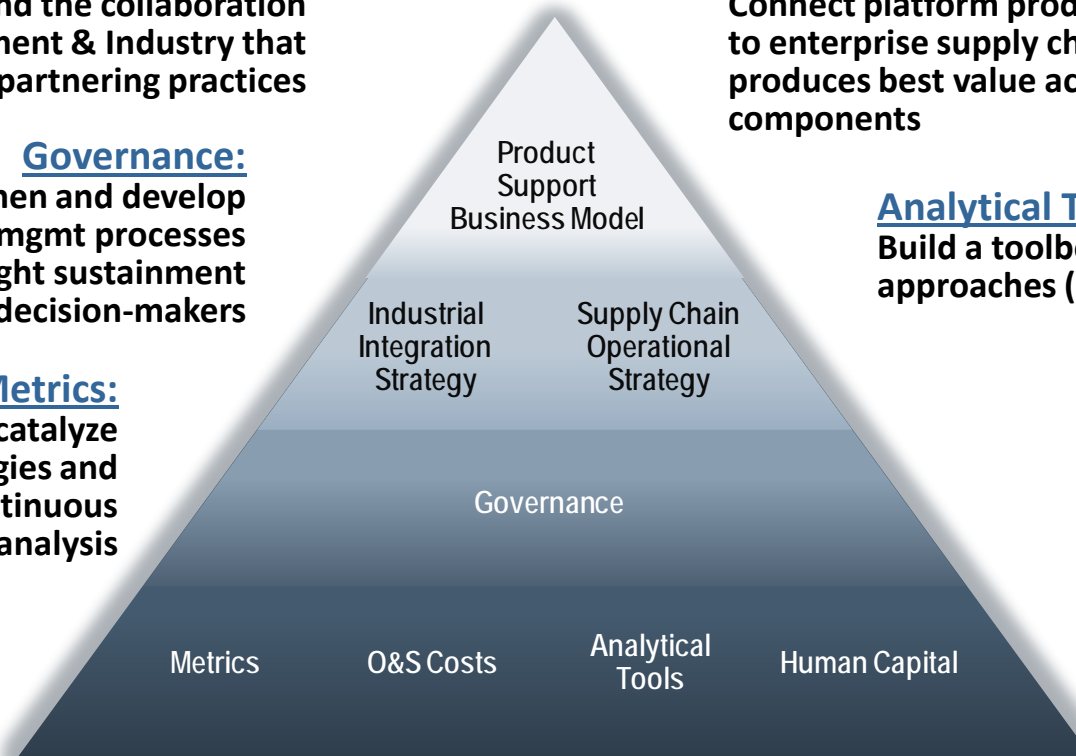 nd the collaboration
ment & Industry that
partnering practices
Governance:
hen and develop
mgmt processes
ght sustainment
decision-makers
Metrics:
catalyze
gies and
tinuous
analysis
Connect platform prod
to enterprise supply ch
produces best value ac
components
Analytical T
Build a toolb
approaches (
Product
Support
Business Model
Industrial
Integration
Strategy
Supply Chain
Operational
Strategy
Governance
Metrics
O&S Costs
Analytical
Tools
Human Capital